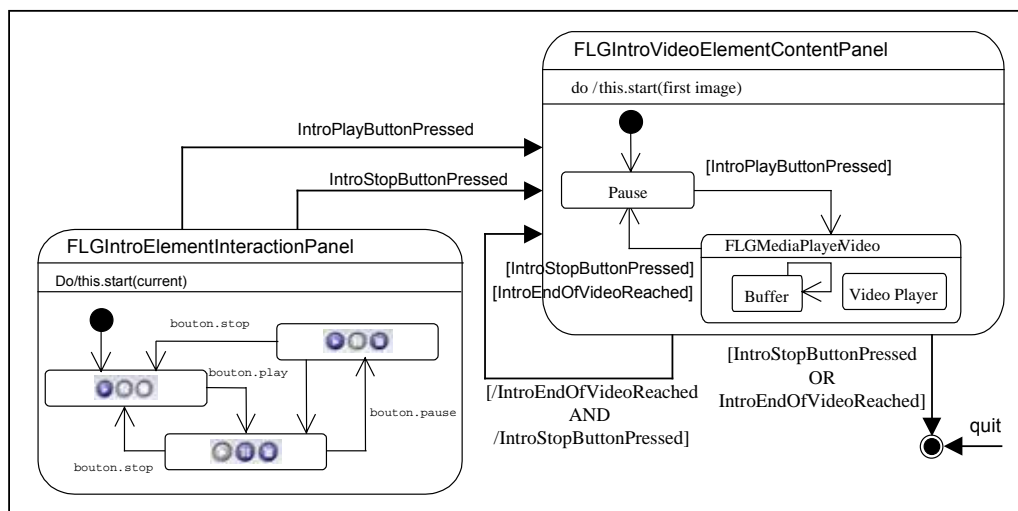 FLGIntroVideoElementContentPanel
do /this.start(first image)
IntroPlayButtonPressed
[IntroPlayButtonPressed]
IntroStopButtonPressed
Pause
FLGIntroElementInteractionPanel
FLGMediaPlayerVideo
Do/this.start(current)
[IntroStopButtonPressed]
[IntroEndOfVideoReached]
Buffer
Video Player
bouton.stop
bouton.play
bouton.pause
bouton.stop
[/IntroEndOfVideoReached
AND
/IntroStopButtonPressed]
[IntroStopButtonPressed
OR
IntroEndOfVideoReached]
quit